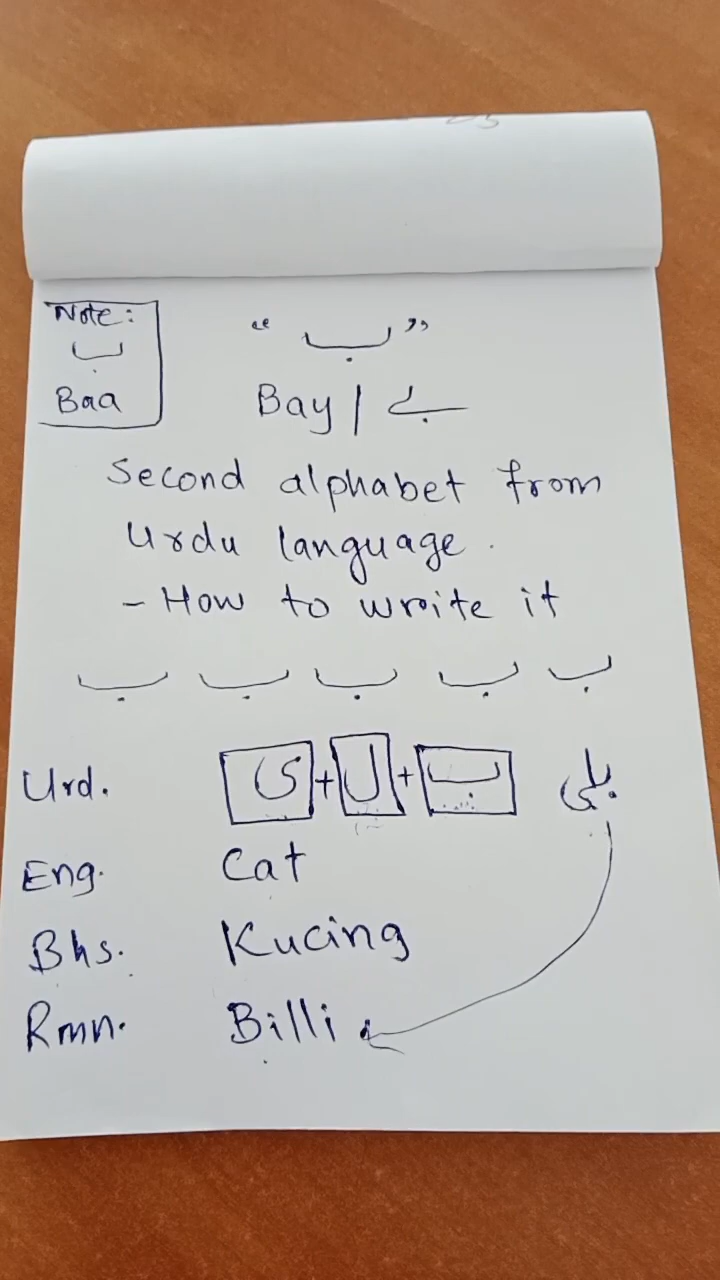 Note:
ب
Baa
“ ب ”
Bay / بے
Second alphabet from
Urdu language.
- How to write it
ب ب ب ب ب
Urd. ی + ل + ب بلی
Eng. Cat
Bhs. Kucing
Rmn. Billi